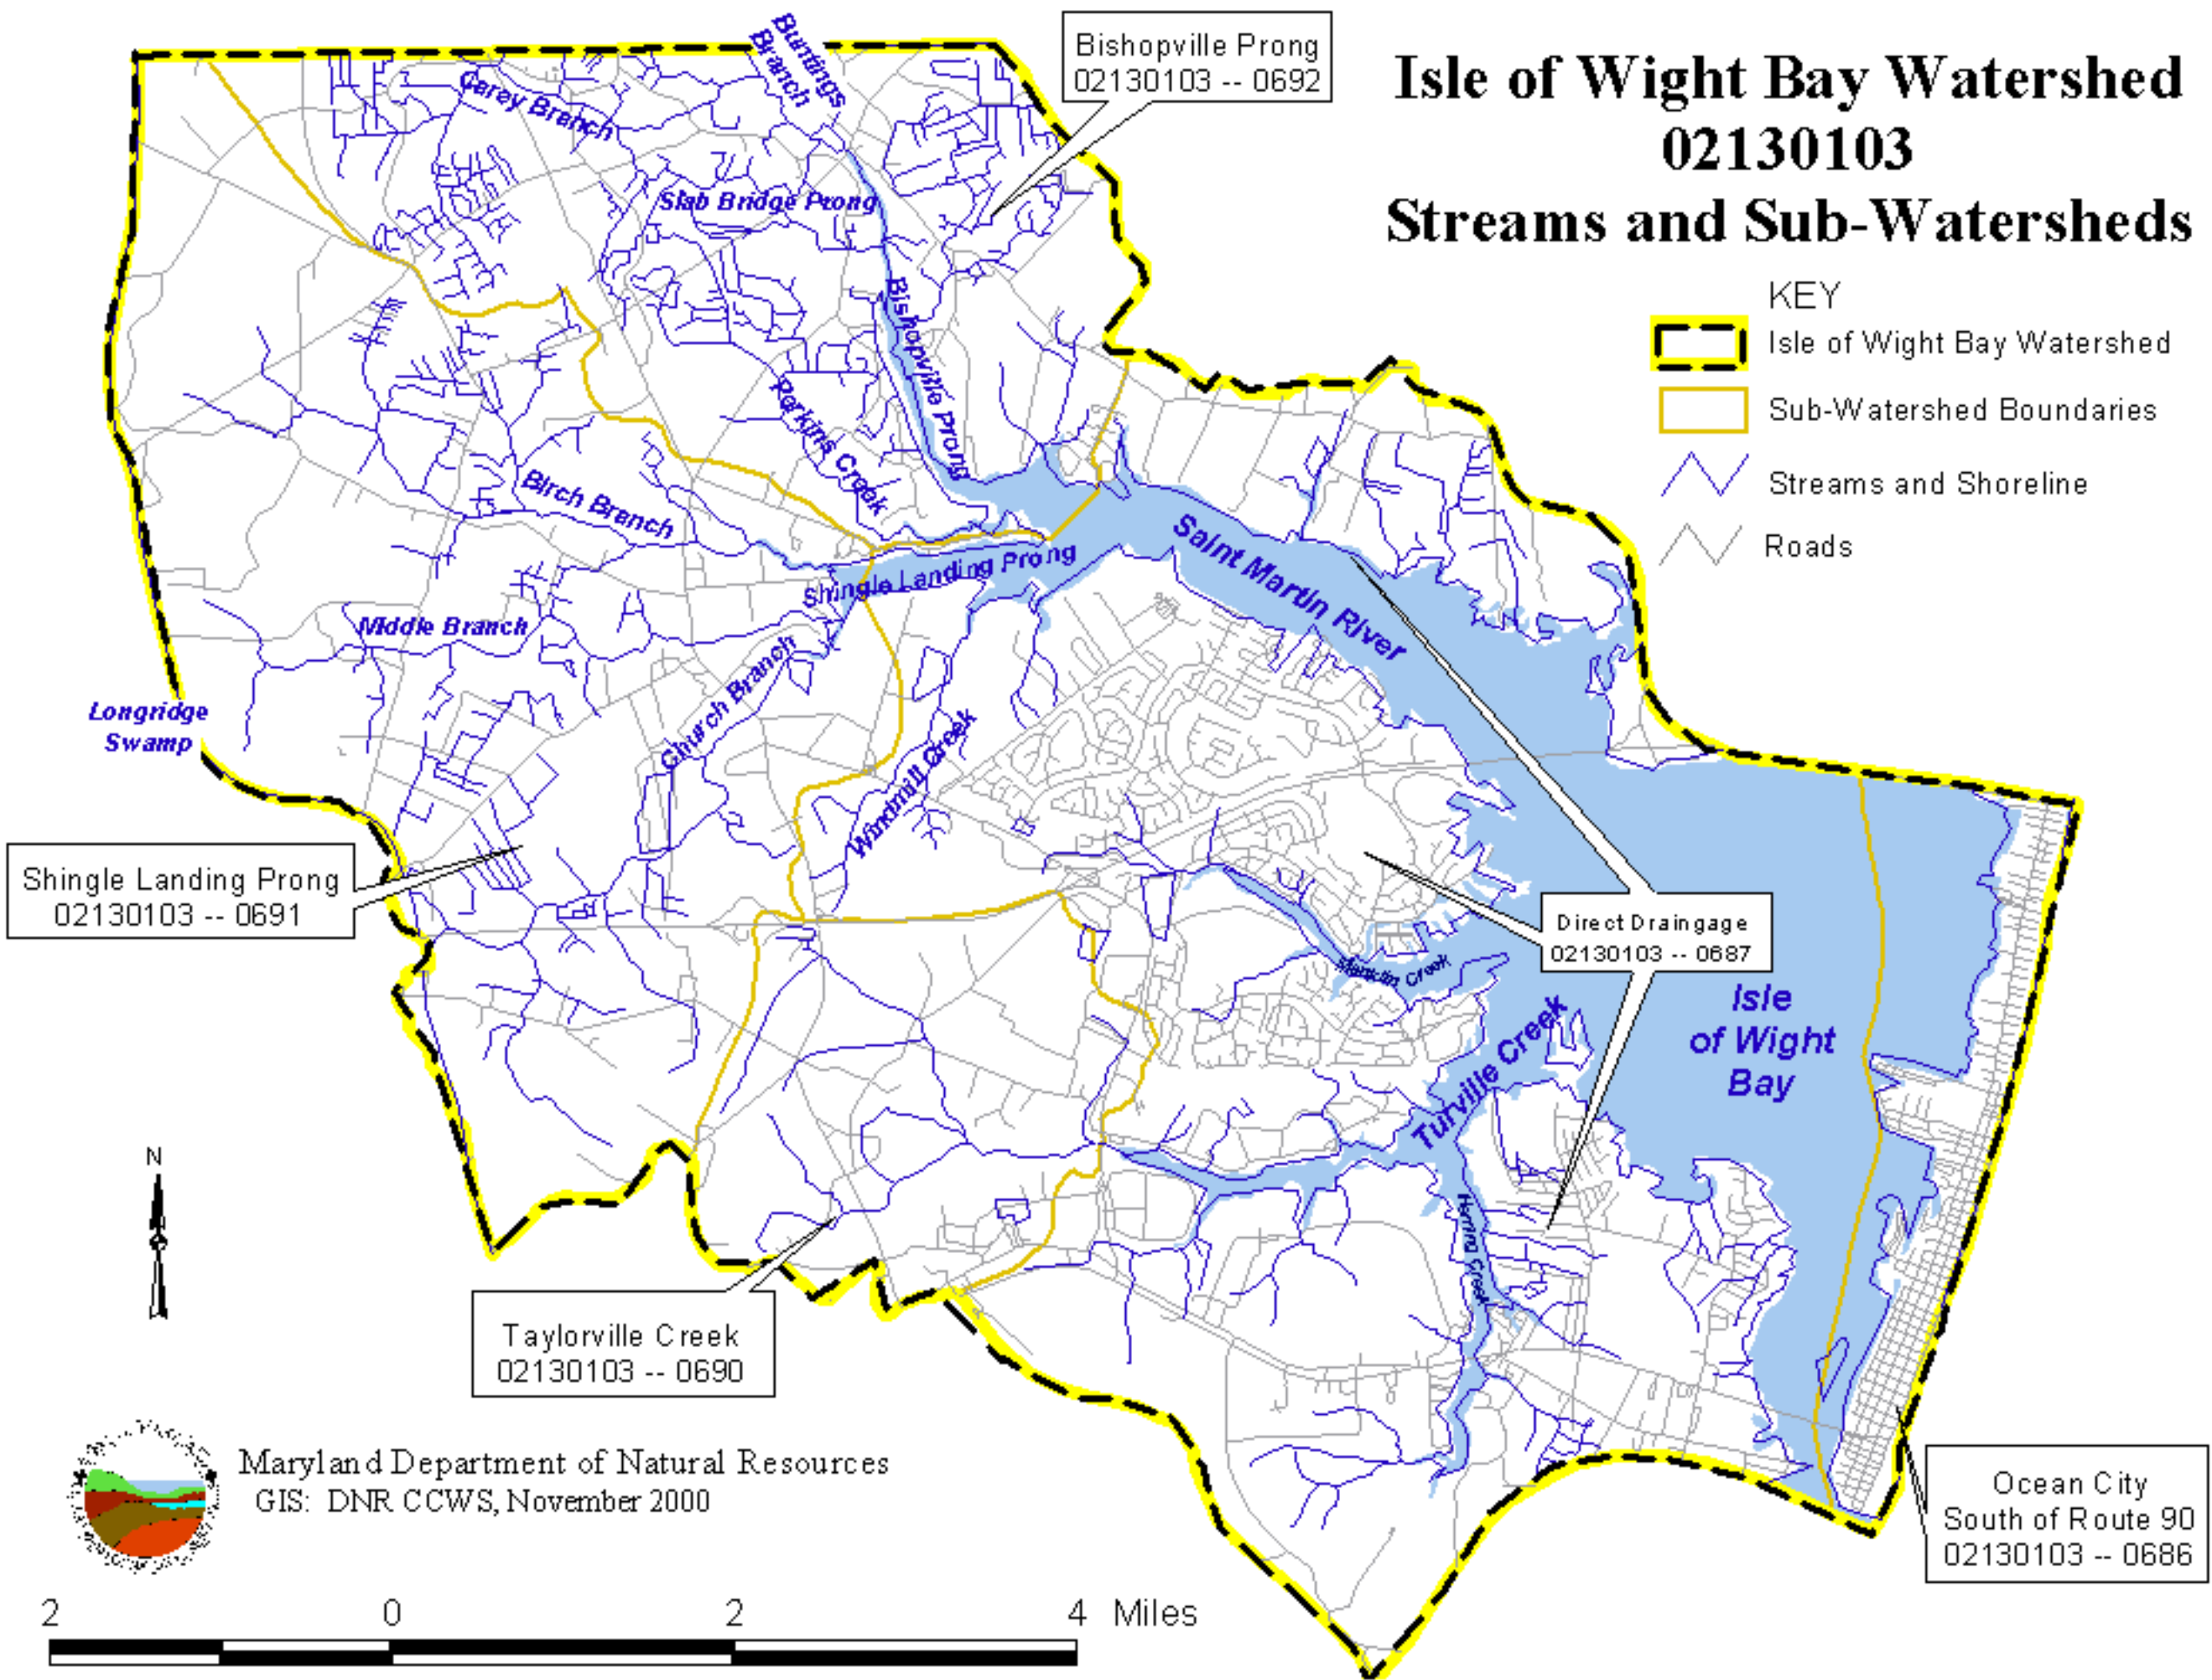 Isle of Wight Bay Watershed
02130103
Streams and Sub-Watersheds
KEY
Isle of Wight Bay Watershed
Sub-Watershed Boundaries
Streams and Shoreline
Roads
Bishopville Prong
02130103 -- 0692
Buntings
Branch
Carey Branch
Slab Bridge Prong
Bishopville Prong
Perkins Creek
Birch Branch
Shingle Landing Prong
Saint Martin River
Middle Branch
Church Branch
Longridge
Swamp
Windmill Creek
Shingle Landing Prong
02130103 -- 0691
Direct Draingage
02130103 -- 0687
Manklin Creek
Isle
of Wight
Bay
Turville Creek
Herring Creek
N
Taylorville Creek
02130103 -- 0690
Maryland Department of Natural Resources
GIS: DNR CCWS, November 2000
Ocean City
South of Route 90
02130103 -- 0686
2 0 2 4 Miles